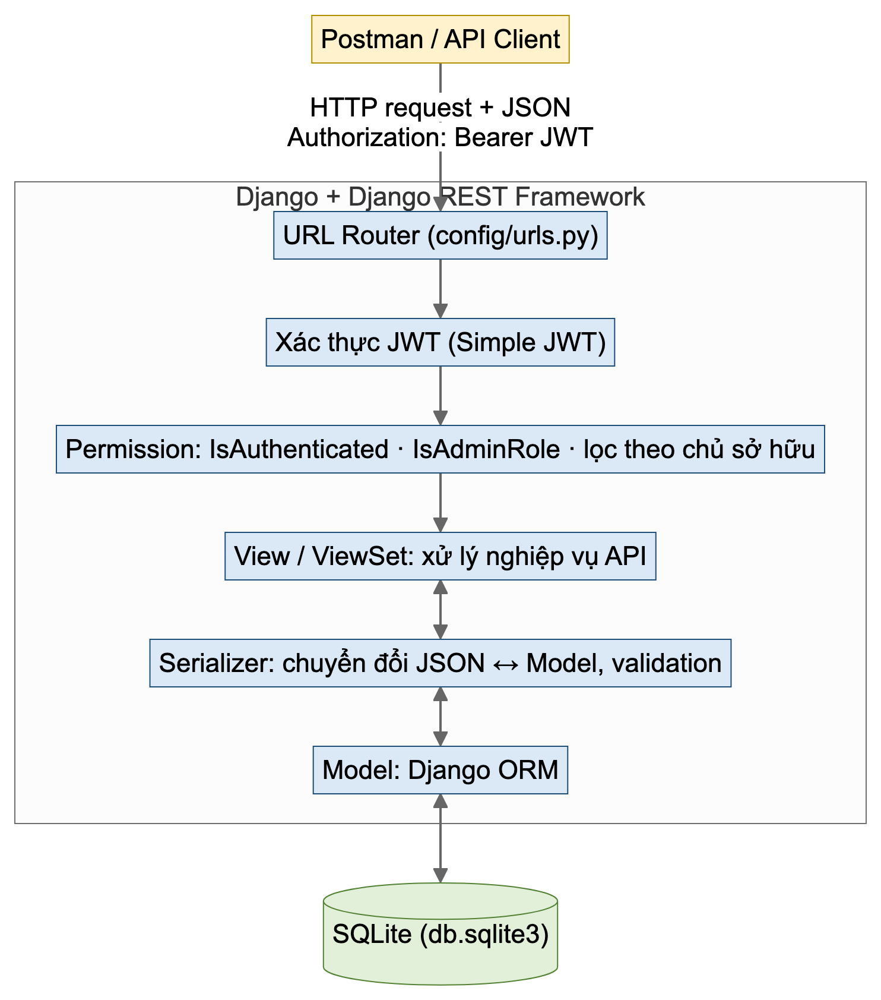 Postman / API Client
HTTP request + JSON
Authorization: Bearer JWT
Django + Django REST Framework
URL Router (config/urls.py)
Xác thực JWT (Simple JWT)
Permission: IsAuthenticated · IsAdminRole · lọc theo chủ sở hữu
View / ViewSet: xử lý nghiệp vụ API
Serializer: chuyển đổi JSON ↔ Model, validation
Model: Django ORM
SQLite (db.sqlite3)